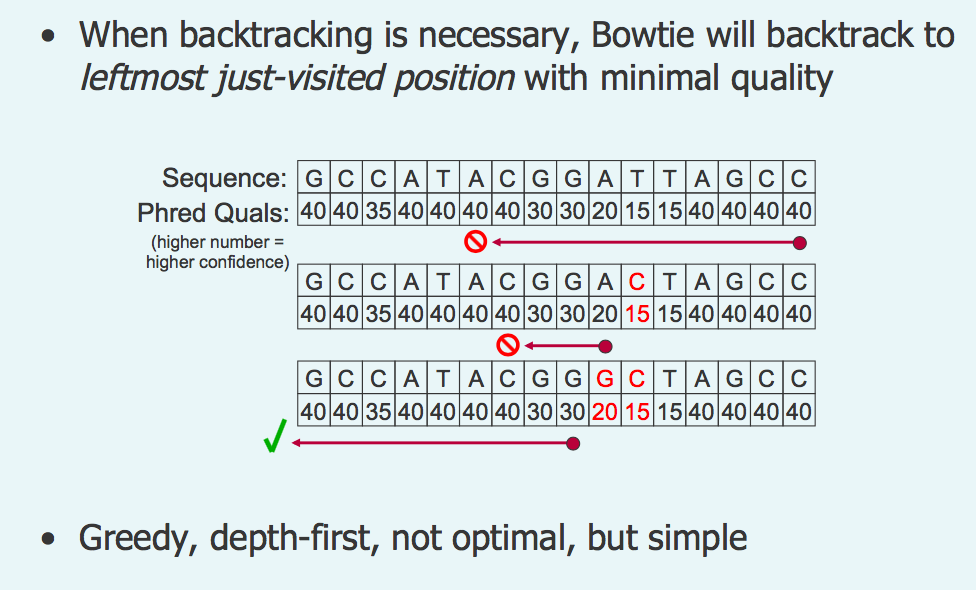 • When backtracking is necessary, Bowtie will backtrack to
leftmost just-visited position with minimal quality
Sequence: G C C A T A C G G A T T A G C C
Phred Quals: 40 40 35 40 40 40 40 30 30 20 15 15 40 40 40 40
(higher number =
higher confidence)
G C C A T A C G G A C T A G C C
40 40 35 40 40 40 40 30 30 20 15 15 40 40 40 40
G C C A T A C G G G C T A G C C
40 40 35 40 40 40 40 30 30 20 15 15 40 40 40 40
• Greedy, depth-first, not optimal, but simple